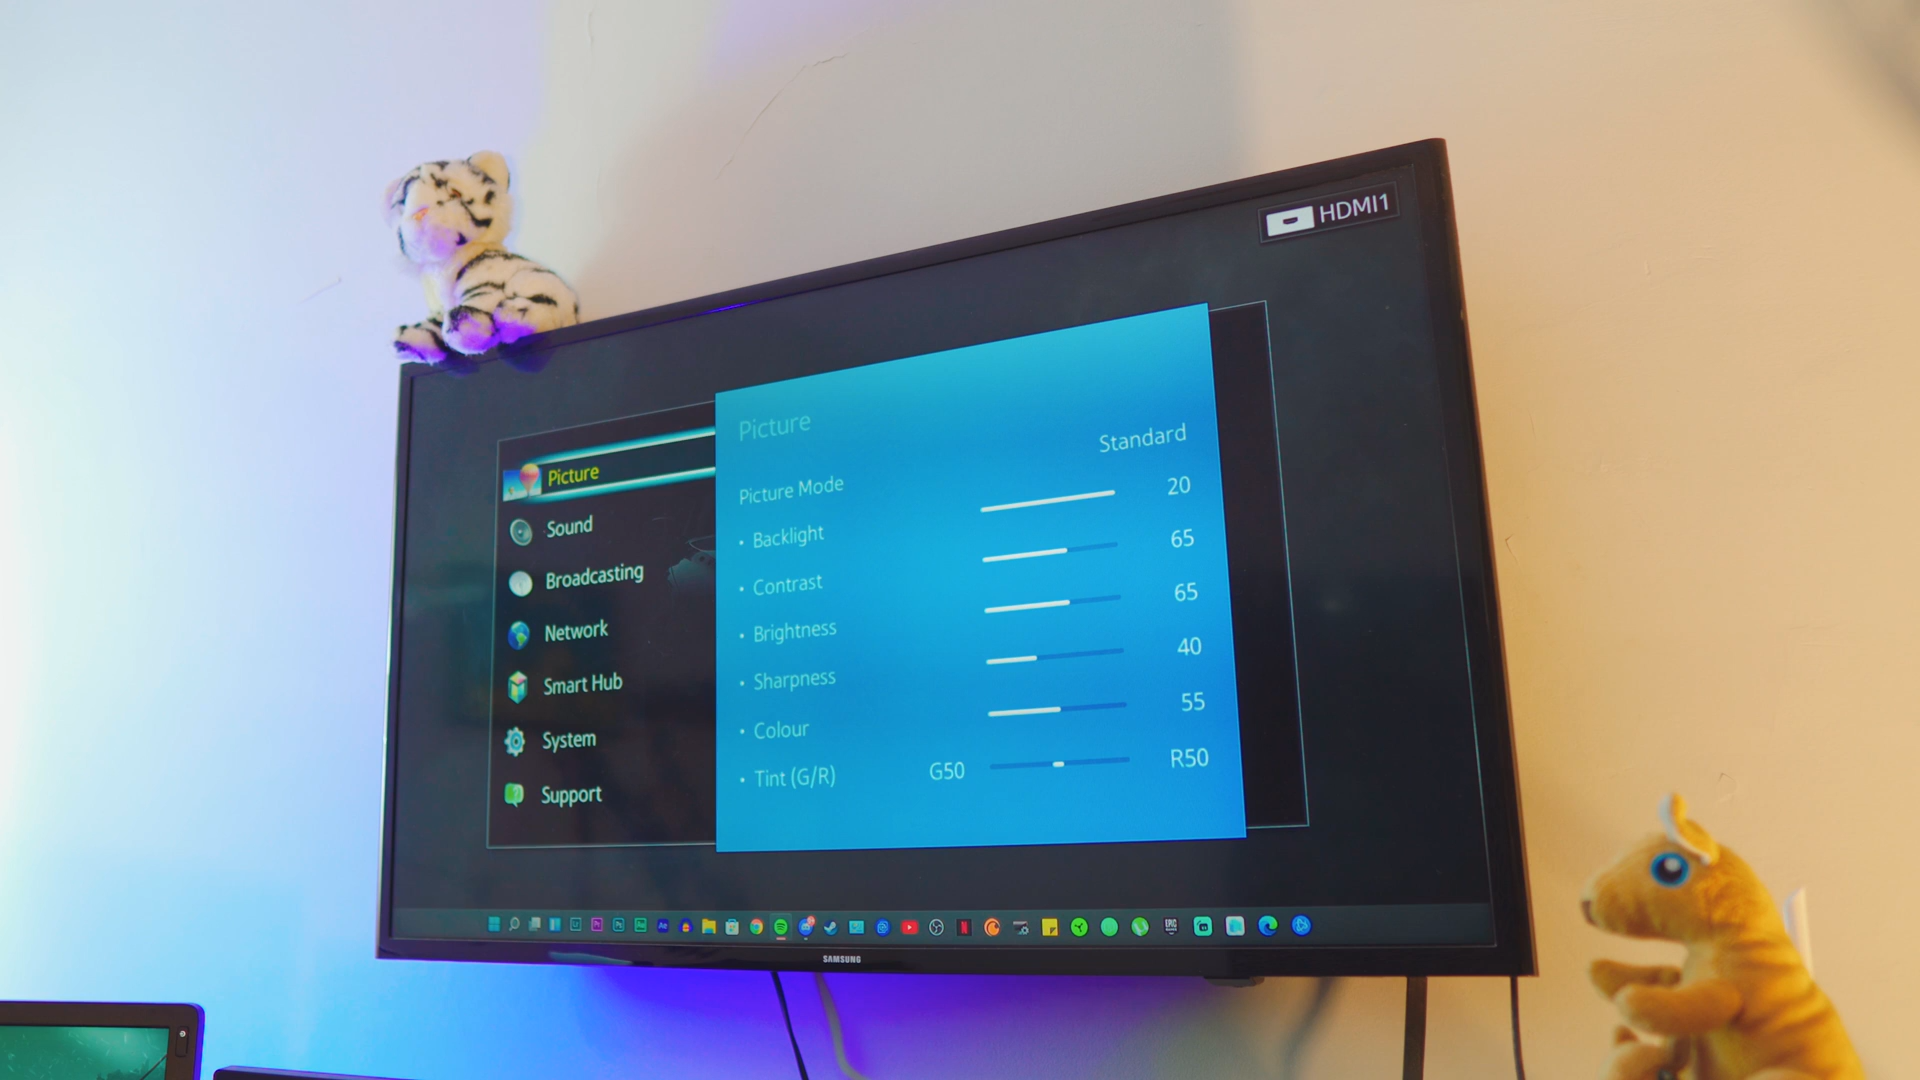 HDMI1
Picture
Sound
Broadcasting
Network
Smart Hub
System
Support
Picture
Picture Mode Standard
· Backlight 20
· Contrast 65
· Brightness 65
· Sharpness 40
· Colour 55
· Tint (G/R) G50 R50
SAMSUNG